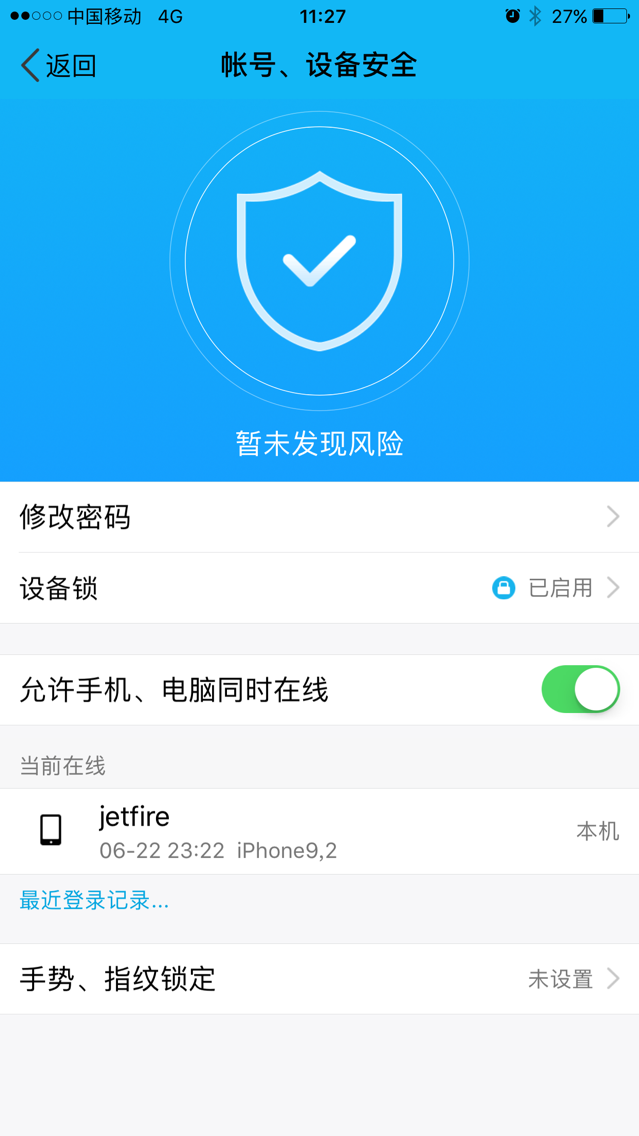 中国移动 4G 11:27 27%
返回 帐号、设备安全
暂未发现风险
修改密码
设备锁 已启用
允许手机、电脑同时在线
当前在线
jetfire
06-22 23:22 iPhone9,2 本机
最近登录记录...
手势、指纹锁定 未设置